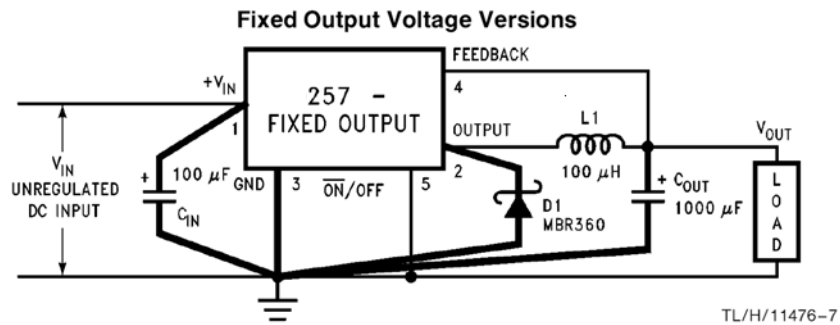 Fixed Output Voltage Versions
FEEDBACK
+VIN
4
257 -
FIXED OUTPUT
1
OUTPUT
L1
VOUT
VIN
UNREGULATED
DC INPUT
+
100 μF
CIN
GND
3
ON/OFF
5
2
100 μH
D1
MBR360
+
COUT
1000 μF
LOAD
TL/H/11476-7